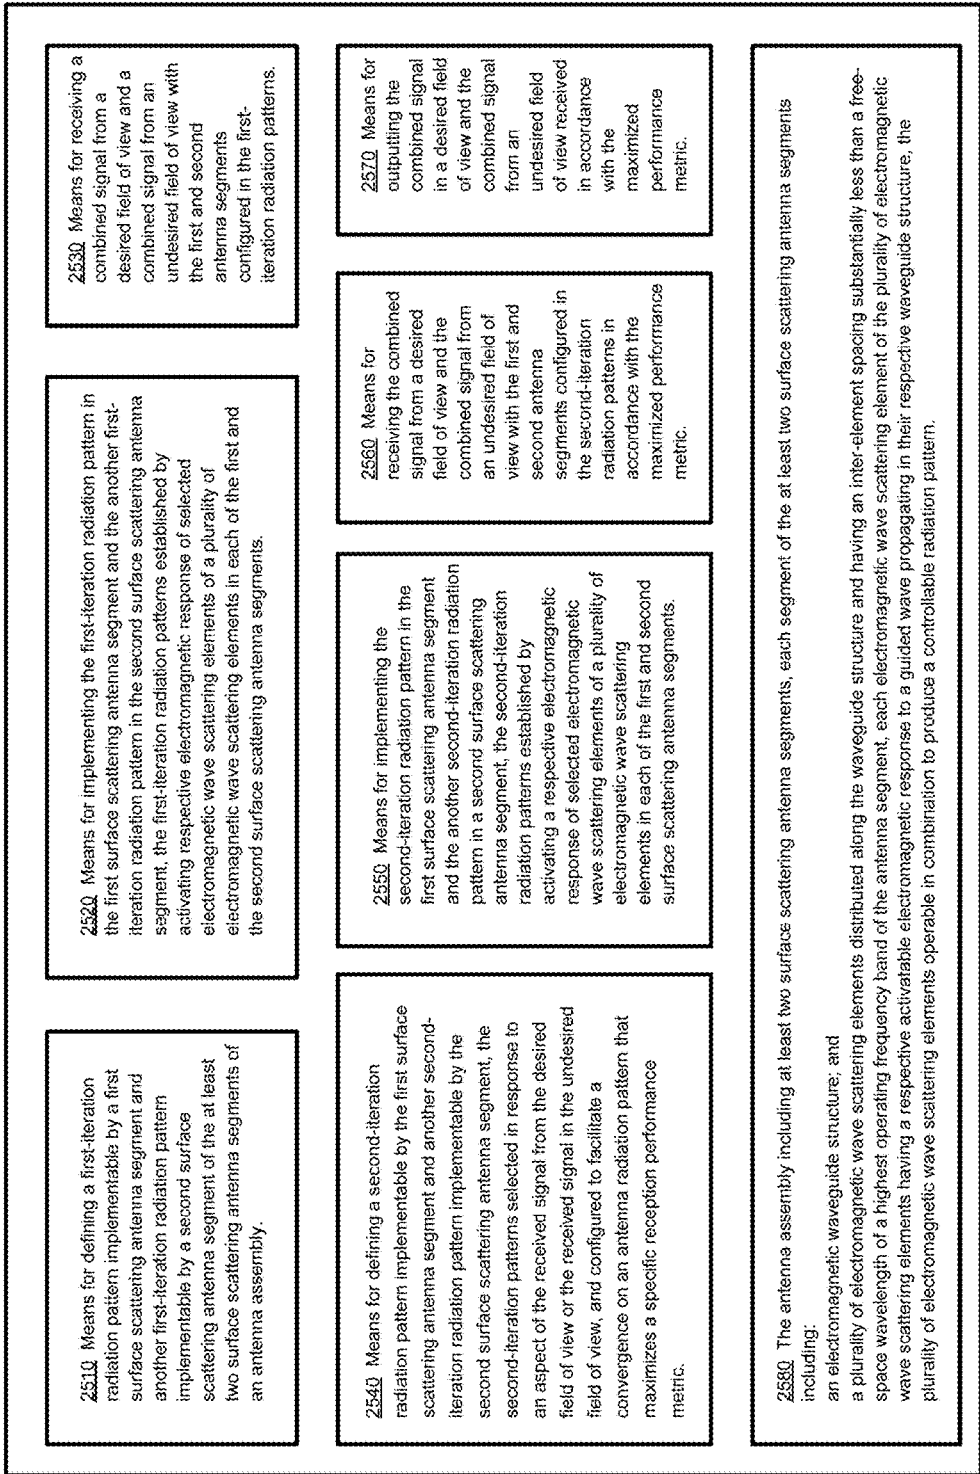 2510 Means for defining a first-iteration
radiation pattern implementable by a first
surface scattering antenna segment and
another first-iteration radiation pattern
implementable by a second surface
scattering antenna segment of the at least
two surface scattering antenna segments of
an antenna assembly.
2520 Means for implementing the first-iteration radiation pattern in
the first surface scattering antenna segment and the another first-
iteration radiation pattern in the second surface scattering antenna
segment, the first-iteration radiation patterns established by
activating respective electromagnetic response of selected
electromagnetic wave scattering elements of a plurality of
electromagnetic wave scattering elements in each of the first and
the second surface scattering antenna segments.
2530 Means for receiving a
combined signal from a
desired field of view and a
combined signal from an
undesired field of view with
the first and second
antenna segments
configured in the first-
iteration radiation patterns.
2540 Means for defining a second-iteration
radiation pattern implementable by the first surface
scattering antenna segment and another second-
iteration radiation pattern implementable by the
second surface scattering antenna segment, the
second-iteration patterns selected in response to
an aspect of the received signal from the desired
field of view or the received signal in the undesired
field of view, and configured to facilitate a
convergence on an antenna radiation pattern that
maximizes a specific reception performance
metric.
2550 Means for implementing the
second-iteration radiation pattern in the
first surface scattering antenna segment
and the another second-iteration radiation
pattern in a second surface scattering
antenna segment, the second-iteration
radiation patterns established by
activating a respective electromagnetic
response of selected electromagnetic
wave scattering elements of a plurality of
electromagnetic wave scattering
elements in each of the first and second
surface scattering antenna segments.
2560 Means for
receiving the combined
signal from a desired
field of view and the
combined signal from
an undesired field of
view with the first and
second antenna
segments configured in
the second-iteration
radiation patterns in
accordance with the
maximized performance
metric.
2570 Means for
outputting the
combined signal
in a desired field
of view and the
combined signal
from an
undesired field
of view received
in accordance
with the
maximized
performance
metric.
2580 The antenna assembly including at least two surface scattering antenna segments, each segment of the at least two surface scattering antenna segments
including:
an electromagnetic waveguide structure; and
a plurality of electromagnetic wave scattering elements distributed along the waveguide structure and having an inter-element spacing substantially less than a free-
space wavelength of a highest operating frequency band of the antenna segment, each electromagnetic wave scattering element of the plurality of electromagnetic
wave scattering elements having a respective activatable electromagnetic response to a guided wave propagating in their respective waveguide structure, the
plurality of electromagnetic wave scattering elements operable in combination to produce a controllable radiation pattern.